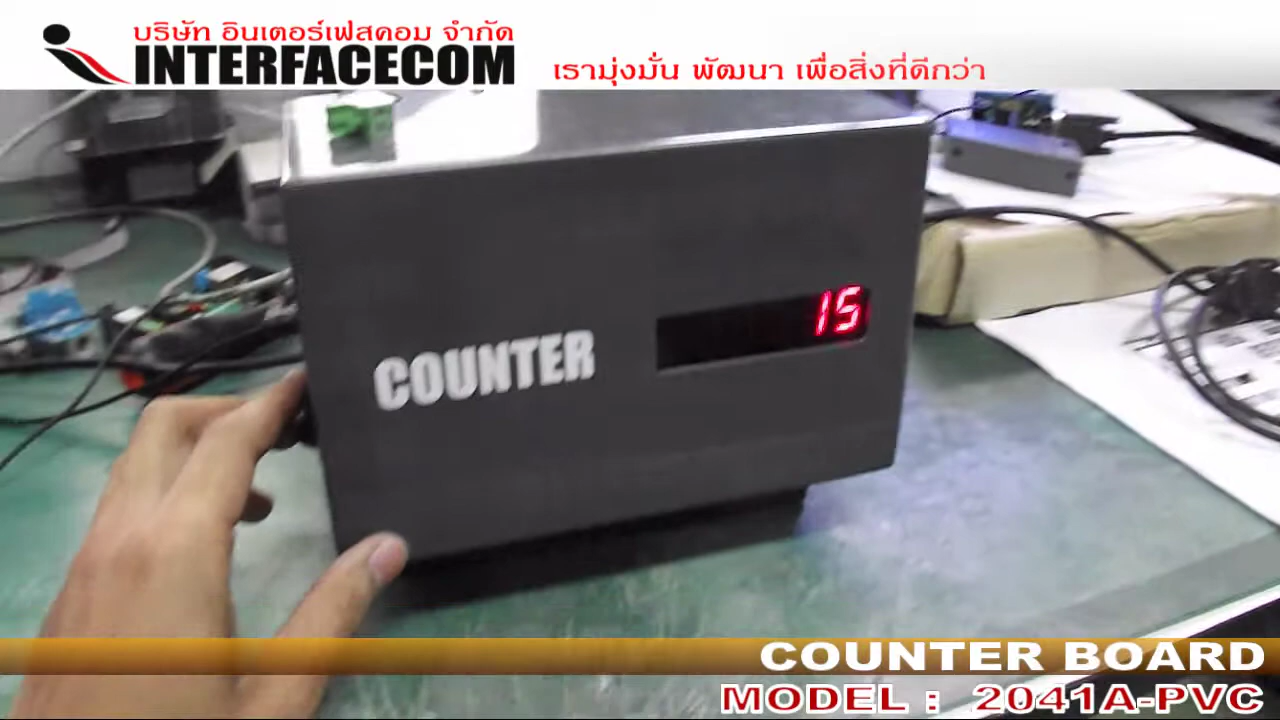 บริษัท อินเตอร์เฟสคอม จำกัด
INTERFACECOM
เรามุ่งมั่น พัฒนา เพื่อสิ่งที่ดีกว่า
COUNTER
15
COUNTER BOARD
MODEL : 2041A-PVC